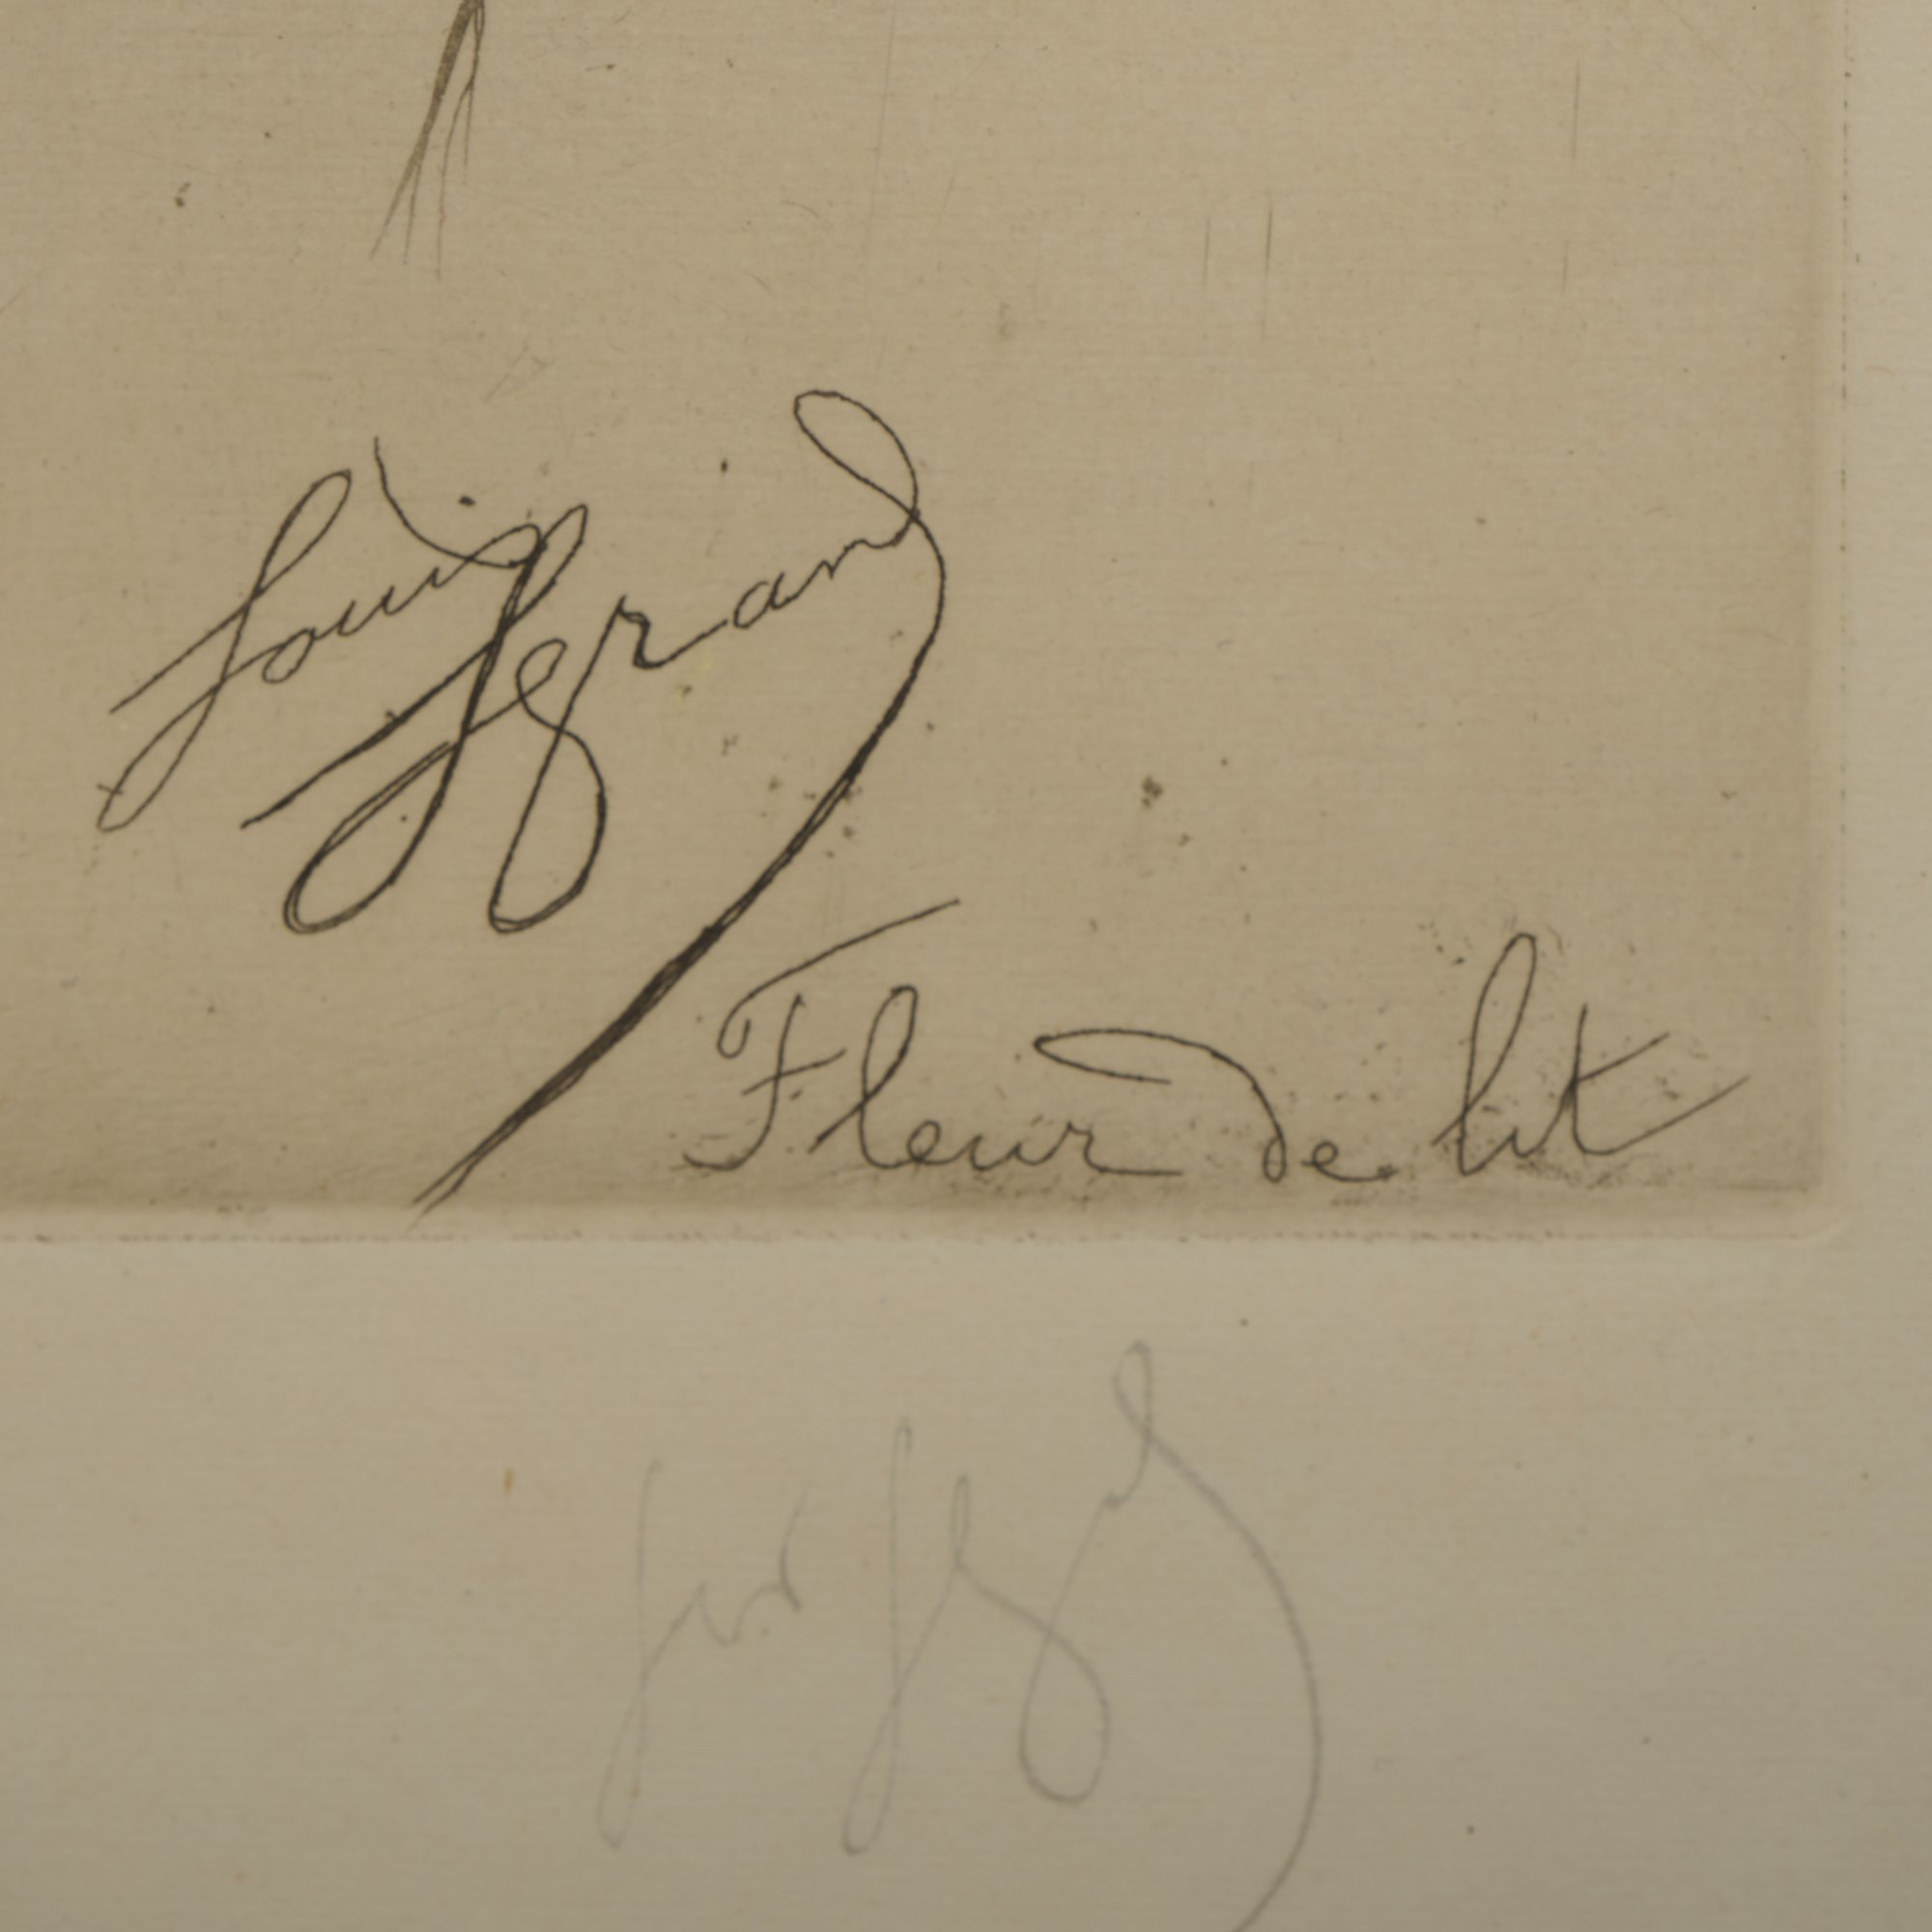 Louis Legrand
Fleur de lit